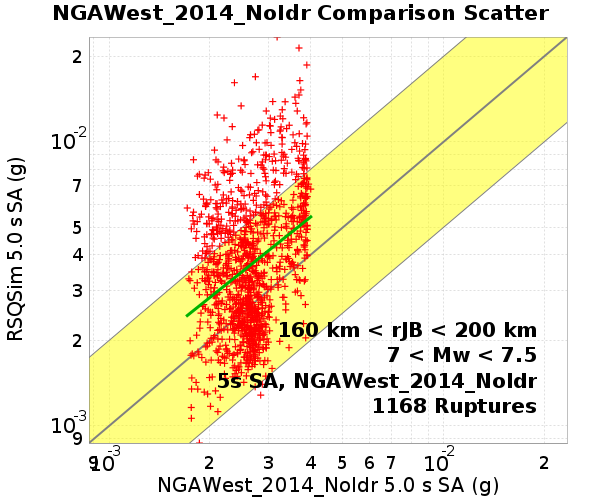 NGAWest_2014_NoIdr Comparison Scatter
RSQSim 5.0 s SA (g)
2
10-2
7
5
4
3
2
10-3
9
160 km < rJB < 200 km
7 < Mw < 7.5
5s SA, NGAWest_2014_NoIdr
1168 Ruptures
9 10-3 2 3 4 5 6 7 10-2 2
NGAWest_2014_NoIdr 5.0 s SA (g)